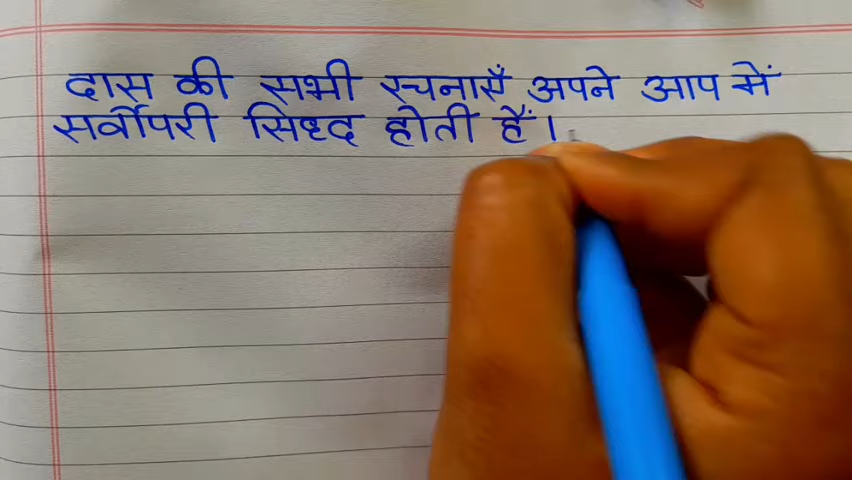 दास की सभी रचनाएँ अपने आप में
सर्वोपरी सिध्द होती हैं।